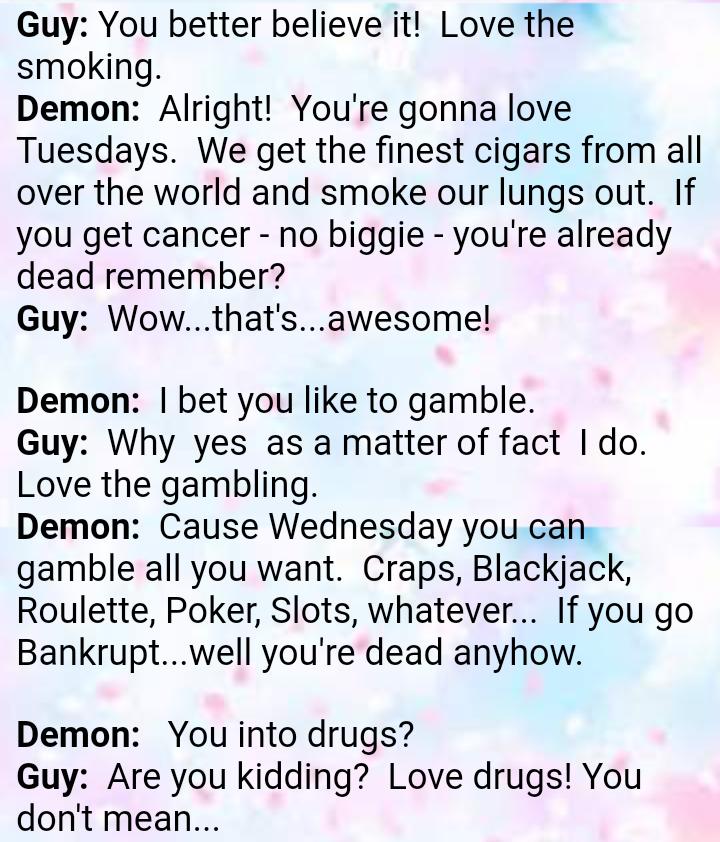 Guy: You better believe it!  Love the
smoking.
Demon:  Alright!  You're gonna love
Tuesdays.  We get the finest cigars from all
over the world and smoke our lungs out.  If
you get cancer - no biggie - you're already
dead remember?
Guy:  Wow...that's...awesome!
Demon:  I bet you like to gamble.
Guy:  Why  yes  as a matter of fact  I do.
Love the gambling.
Demon:  Cause Wednesday you can
gamble all you want.  Craps, Blackjack,
Roulette, Poker, Slots, whatever...  If you go
Bankrupt...well you're dead anyhow.
Demon:   You into drugs?
Guy:  Are you kidding?  Love drugs! You
don't mean...